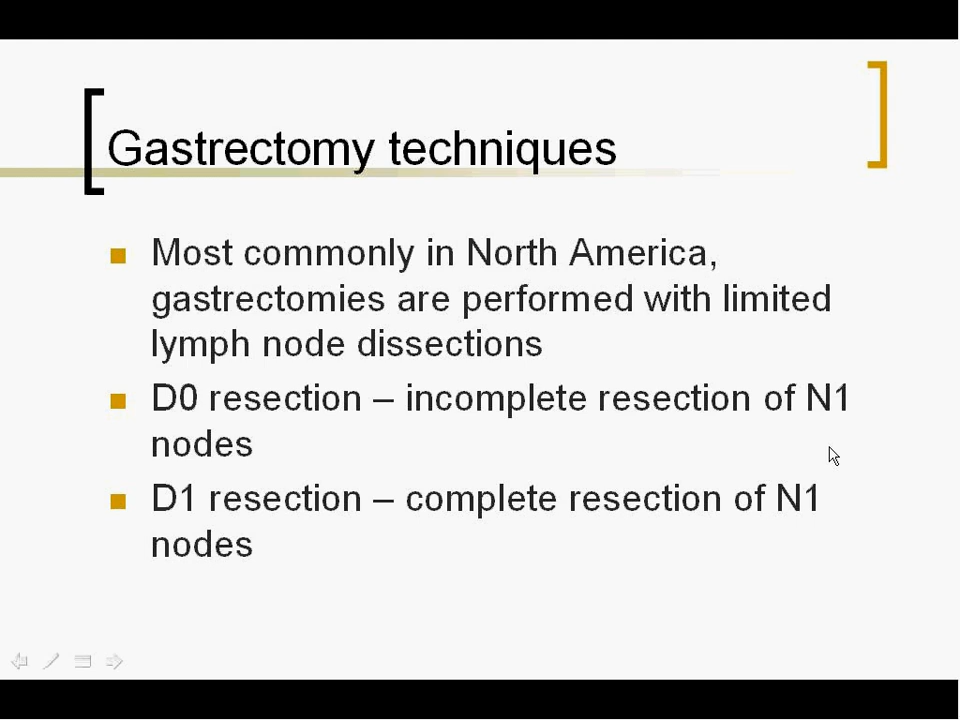 Gastrectomy techniques
Most commonly in North America,
gastrectomies are performed with limited
lymph node dissections
D0 resection – incomplete resection of N1
nodes
D1 resection – complete resection of N1
nodes